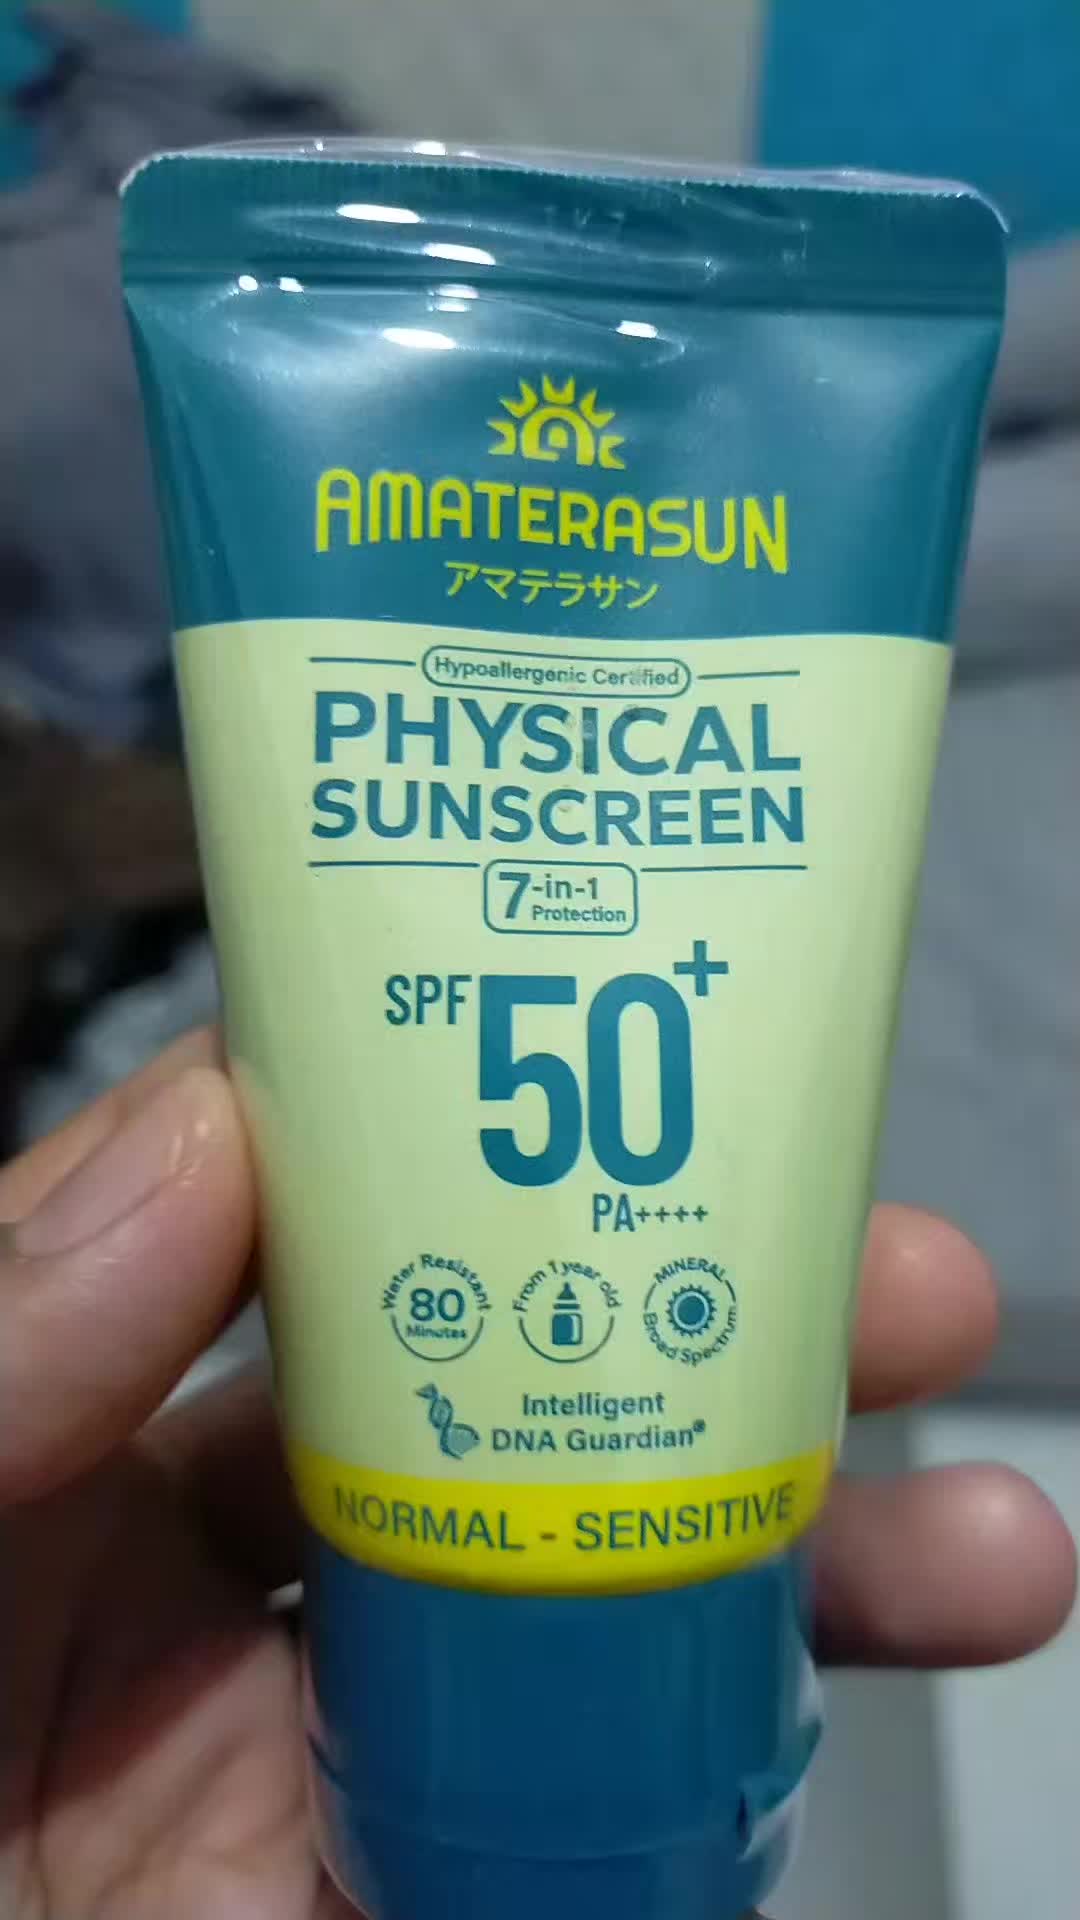 AMATERASUN
アマテラサン
Hypoallergenic Certified
PHYSICAL
SUNSCREEN
7-in-1
Protection
SPF 50+
PA++++
Water Resistant
80
Minutes
From 1 year old
MINERAL
Broad Spectrum
Intelligent
DNA Guardian®
NORMAL - SENSITIVE